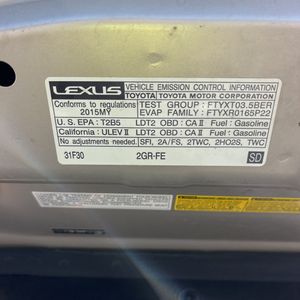 LEXUS VEHICLE EMISSION CONTROL INFORMATION
TOYOTA TOYOTA MOTOR CORPORATION
Conforms to regulations
2015MY
TEST GROUP : FTYXT03.5BER
EVAP FAMILY : FTYXR0165P22
U.S. EPA : T2B5 LDT2 OBD : CA II Fuel : Gasoline
California : ULEV II LDT2 OBD : CA II Fuel : Gasoline
No adjustments needed. SFI, 2A/FS, 2TWC, 2HO2S, TWC
31F30 2GR-FE SD